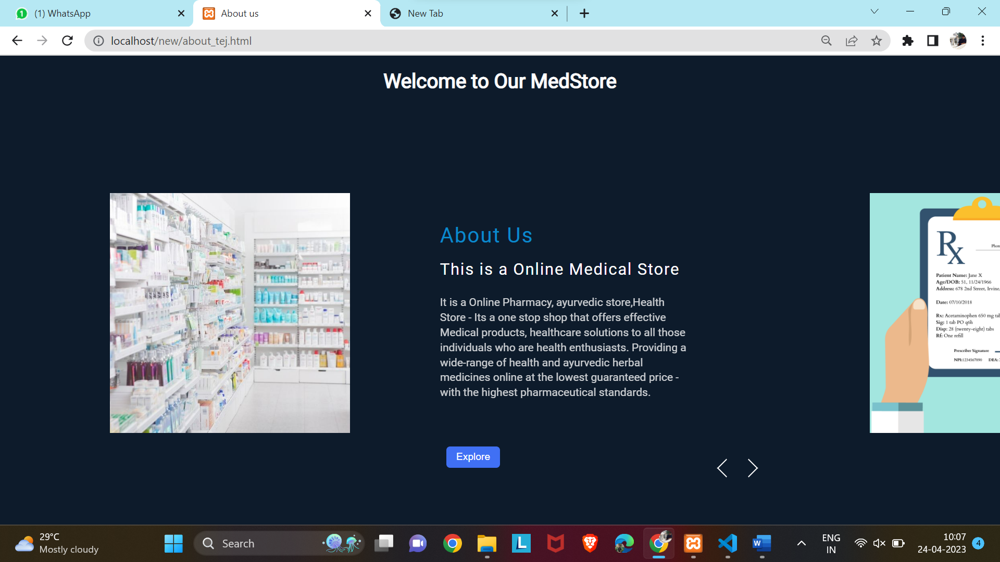 1 (1) WhatsApp
About us
New Tab
localhost/new/about_tej.html
Welcome to Our MedStore
About Us
This is a Online Medical Store
It is a Online Pharmacy, ayurvedic store,Health
Store - Its a one stop shop that offers effective
Medical products, healthcare solutions to all those
individuals who are health enthusiasts. Providing a
wide-range of health and ayurvedic herbal
medicines online at the lowest guaranteed price -
with the highest pharmaceutical standards.
Explore
Rx
Phon
Patient Name: Jane X
Age/DOB: 51, 11/24/1966
Address: 678 2nd Street, Irvine,
Date: 07/10/2018
Rx: Acetaminophen 650 mg tab
Sig: 1 tab PO q6h
Disp: 28 (twenty-eight) tabs
Rf: One refill
Prescriber Signature
NPI:1234567890 DEA:
29°C
Mostly cloudy
Search
L
W
ENG
IN
10:07
24-04-2023
4